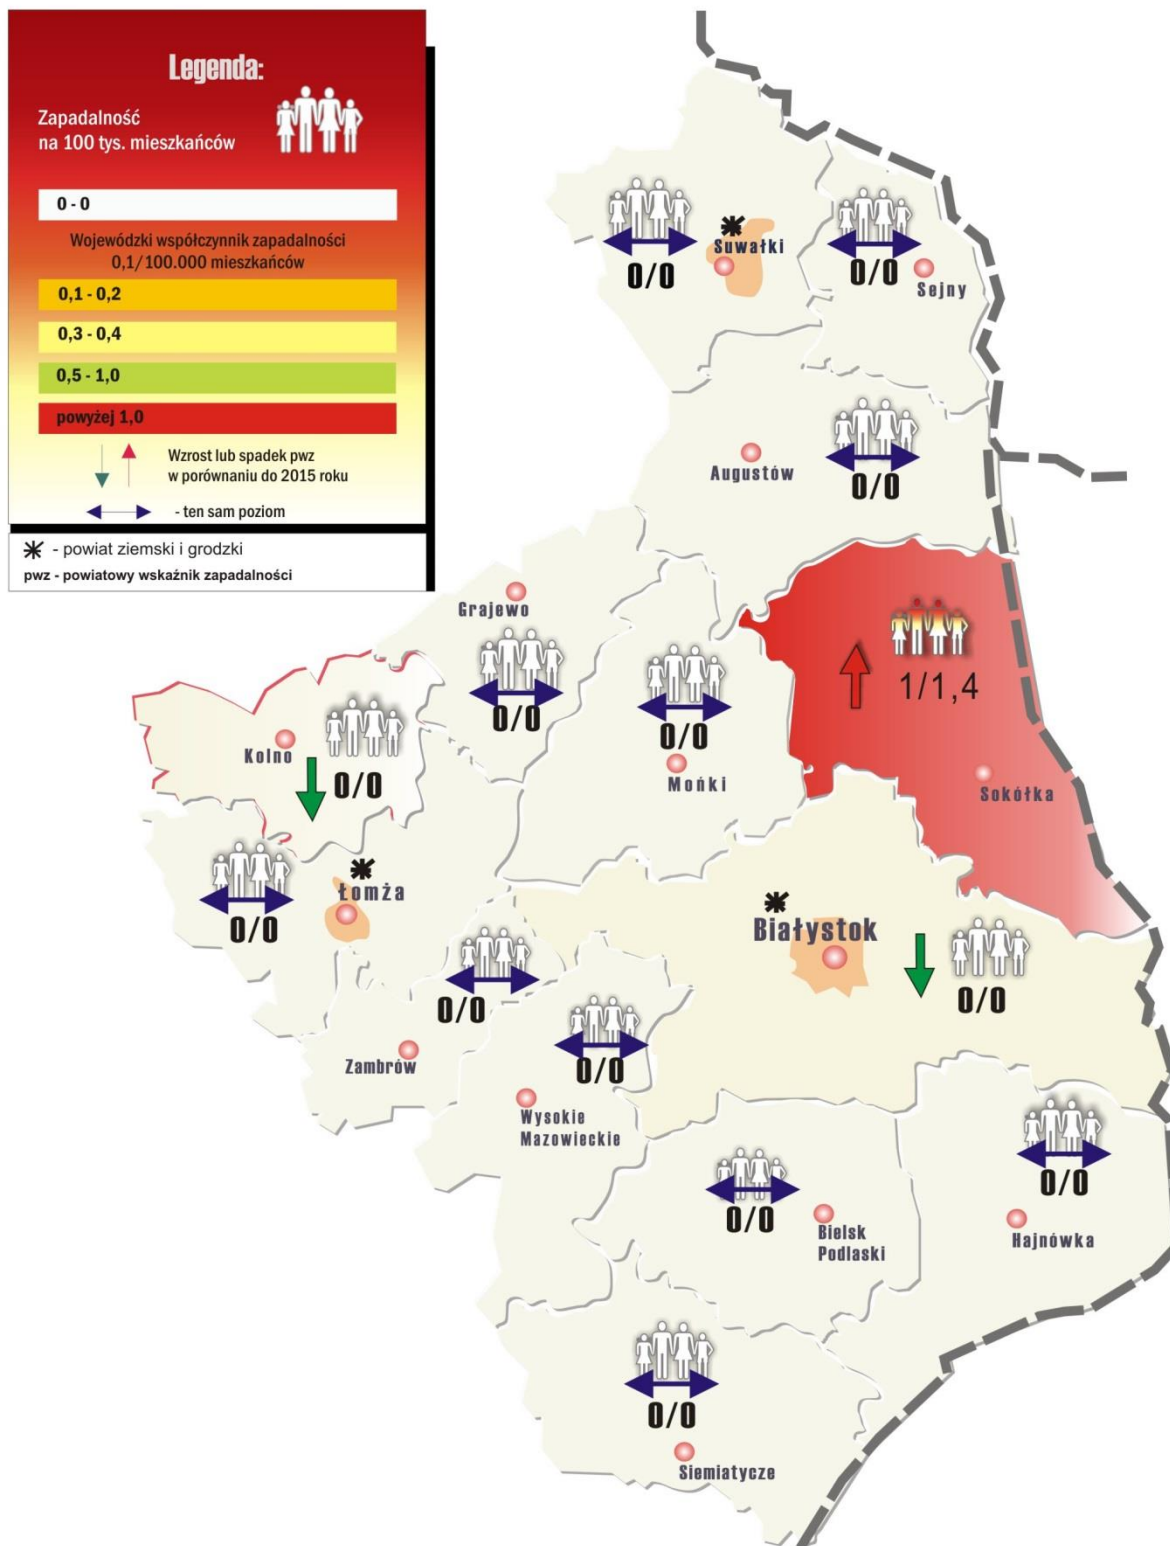 Legenda:
Zapadalność
na 100 tys. mieszkańców
0 - 0
Wojewódzki współczynnik zapadalności
0,1/100.000 mieszkańców
0,1 - 0,2
0,3 - 0,4
0,5 - 1,0
powyżej 1,0
Wzrost lub spadek pwz
w porównaniu do 2015 roku
- ten sam poziom
- powiat ziemski i grodzki
pwz - powiatowy wskaźnik zapadalności
Suwałki
0/0
0/0
Sejny
Augustów
0/0
Grajewo
0/0
0/0
Mońki
1/1,4
Sokółka
Kolno
0/0
Łomża
0/0
Białystok
0/0
0/0
Zambrów
0/0
Wysokie
Mazowieckie
0/0
Bielsk
Podlaski
0/0
Hajnówka
0/0
Siemiatycze